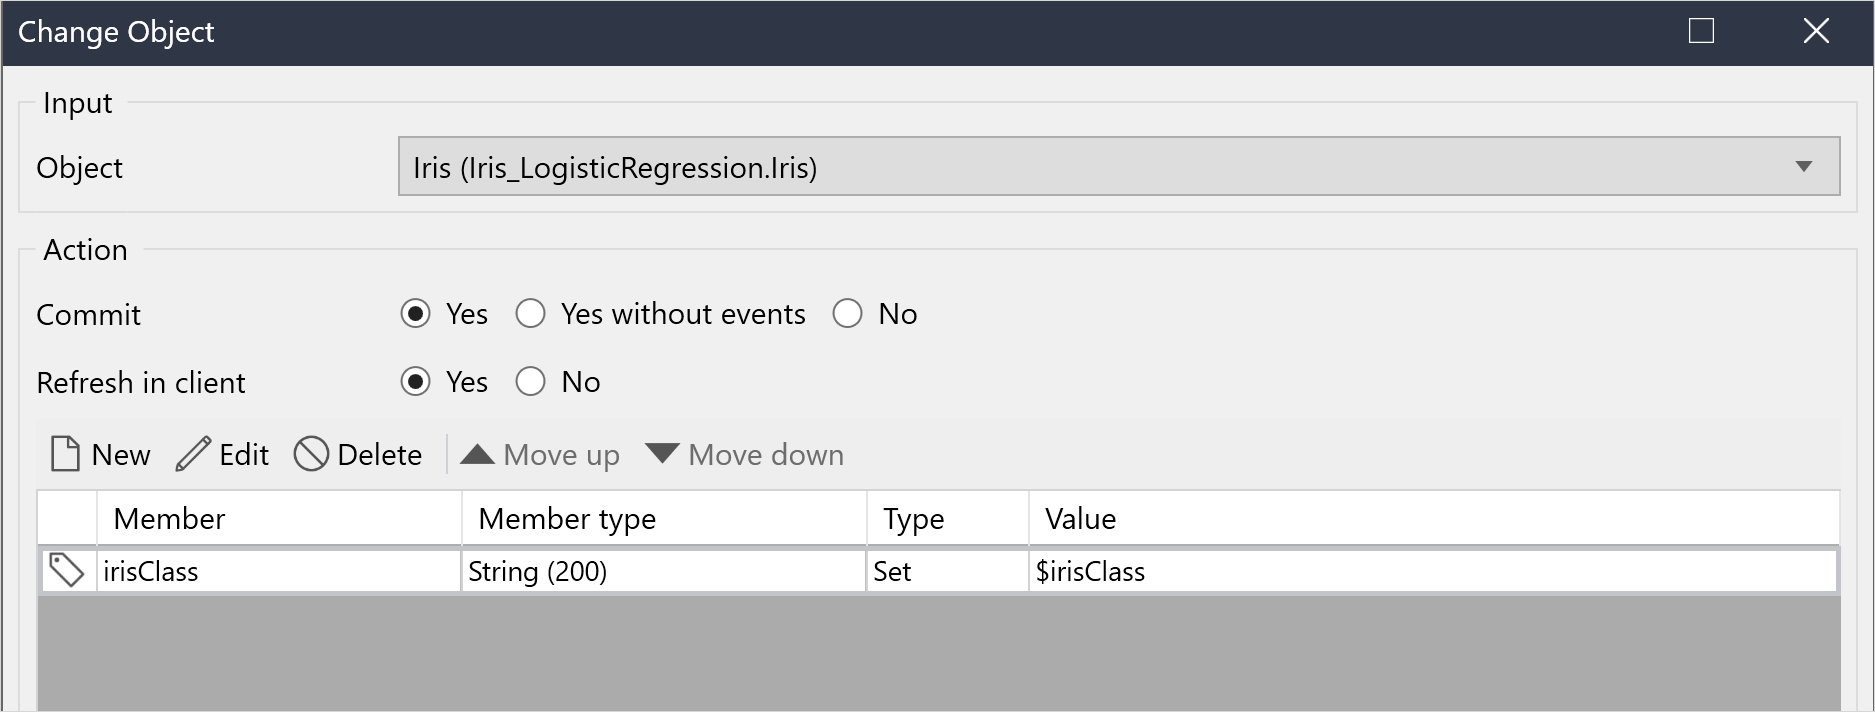 Change Object
Input
Object Iris (Iris_LogisticRegression.Iris)
Action
Commit Yes Yes without events No
Refresh in client Yes No
New Edit Delete Move up Move down
Member Member type Type Value
irisClass String (200) Set $irisClass